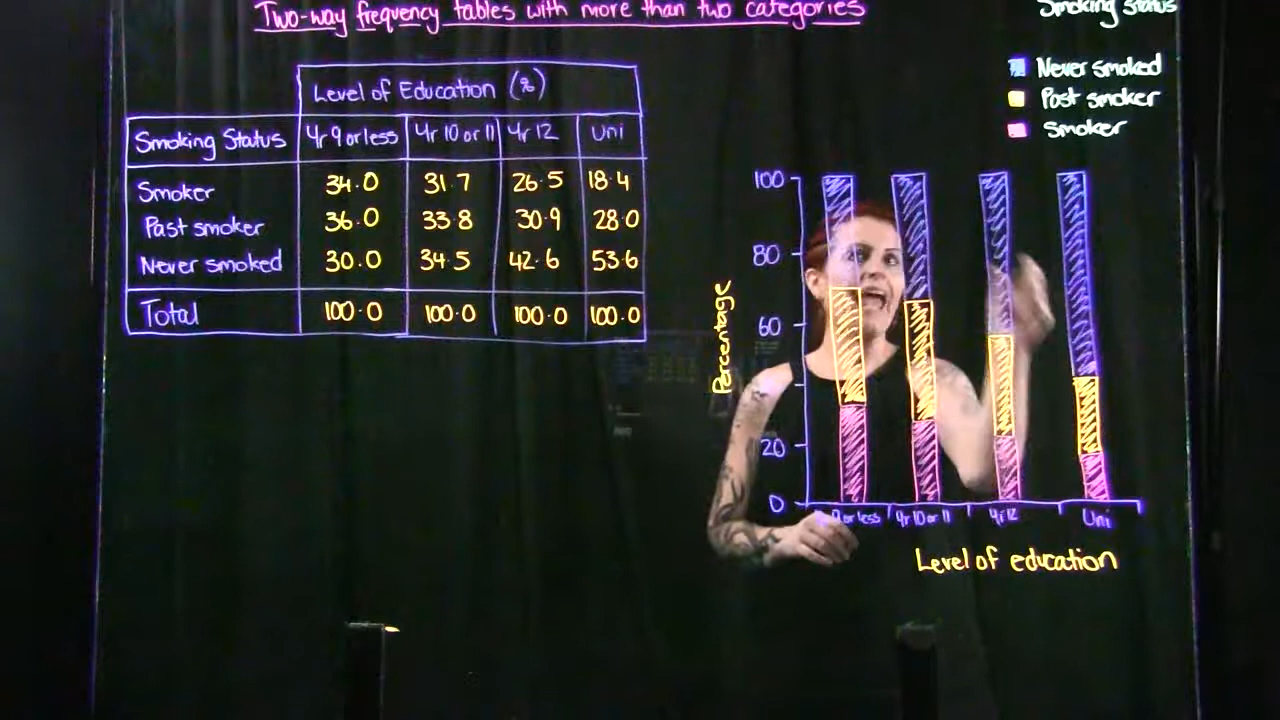 Two-way frequency tables with more than two categories
Level of Education (%)
Smoking Status Yr 9 or less Yr 10 or 11 Yr 12 Uni
Smoker 34.0 31.7 26.5 18.4
Past smoker 36.0 33.8 30.9 28.0
Never smoked 30.0 34.5 42.6 53.6
Total 100.0 100.0 100.0 100.0
Smoking Status
Never smoked
Past smoker
Smoker
100
80
60
20
0
Percentage
9 or less Yr 10 or 11 Yr 12 Uni
Level of education